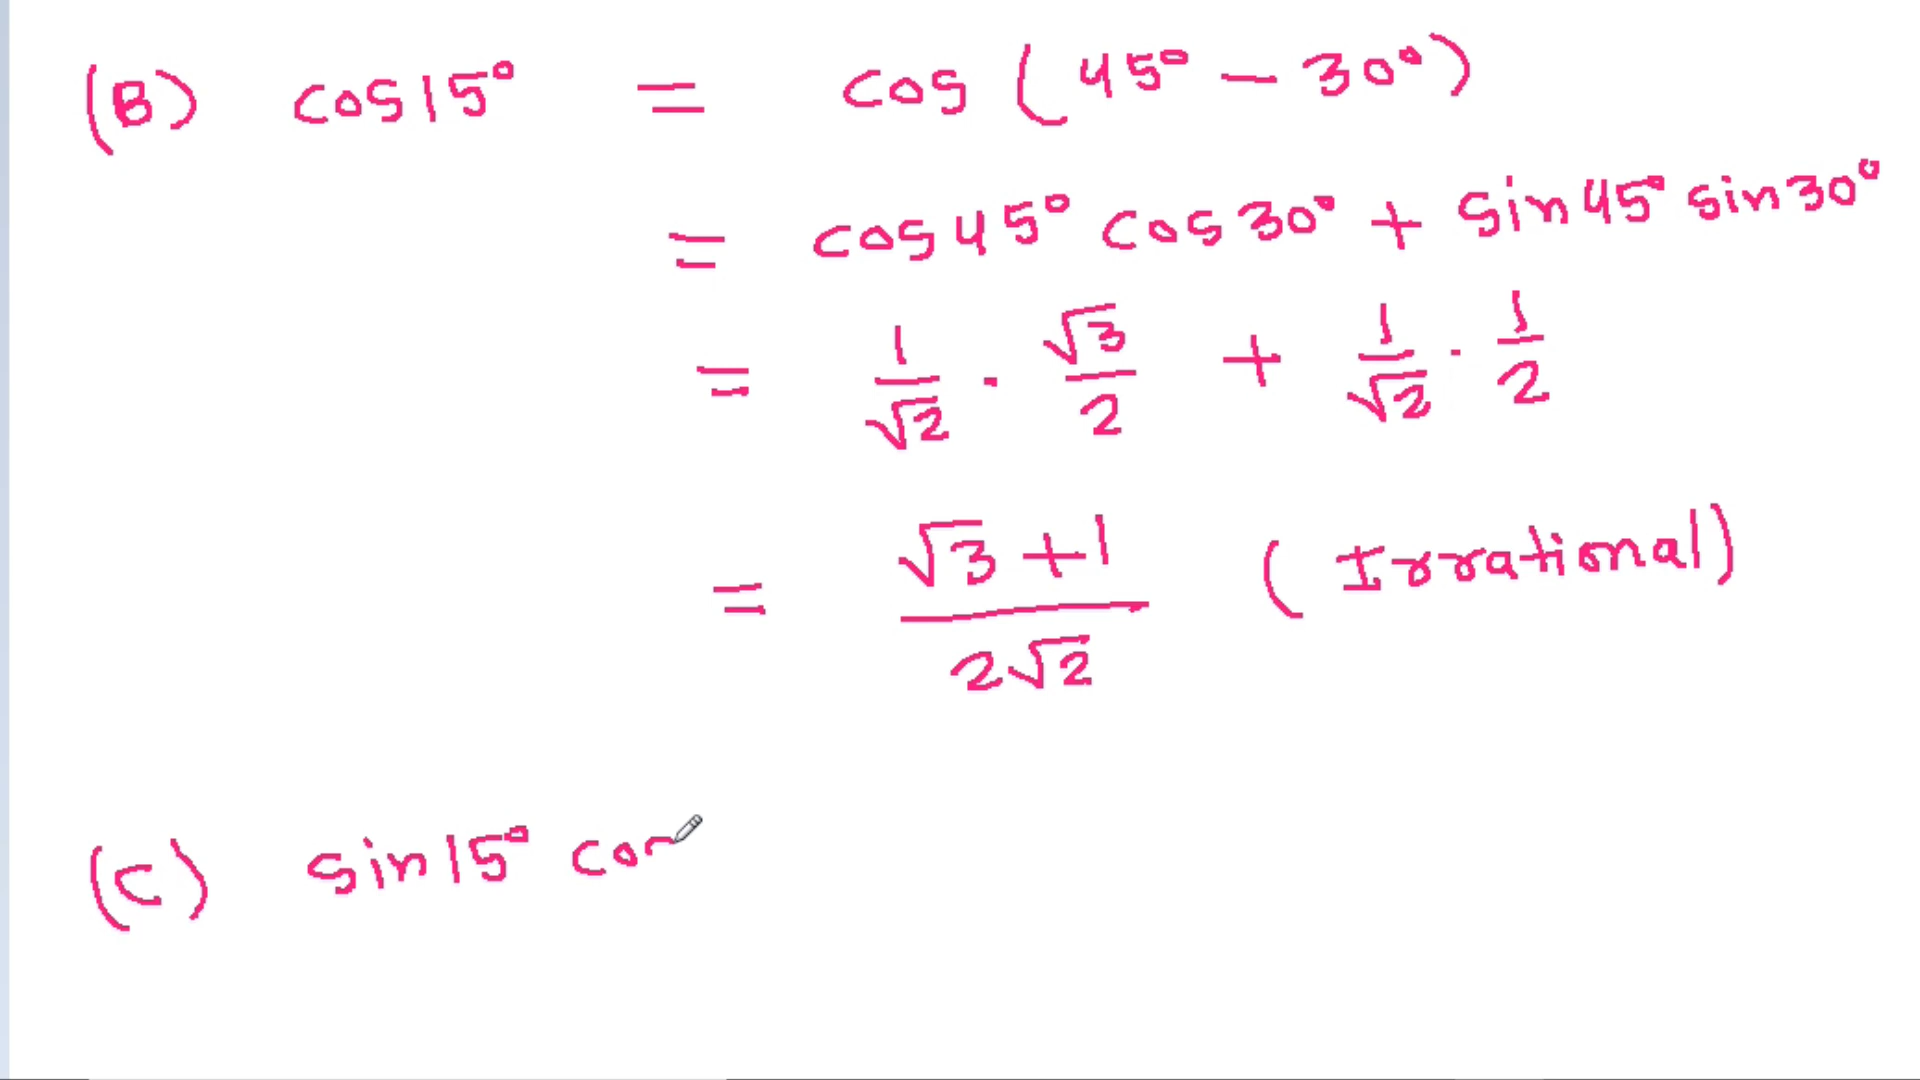 (B) cos15° = cos (45° − 30°)
= cos45° cos30° + sin45° sin30°
= 1/√2 · √3/2 + 1/√2 · 1/2
= √3+1 / 2√2 (Irrational)
(C) sin15° co